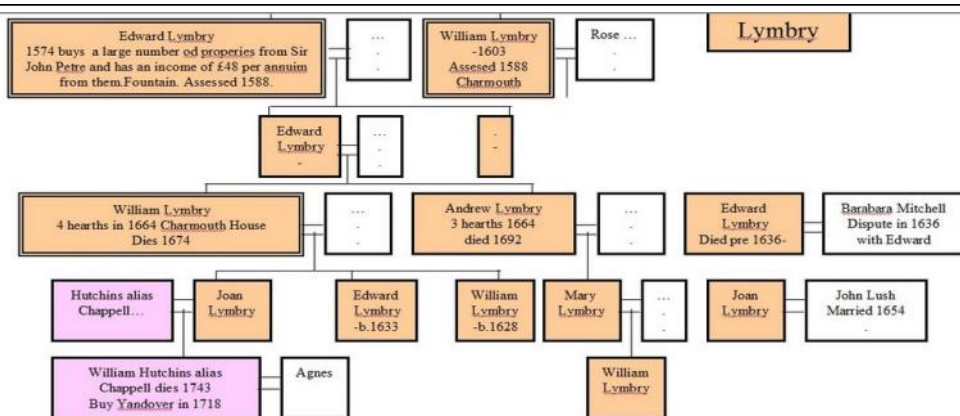 Edward Lymbry
1574 buys a large number od properies from Sir
John Petre and has an income of £48 per annuim
from them.Fountain. Assessed 1588.
...
.
.
William Lymbry
-1603
Assesed 1588
Charmouth
Rose ...
.
.
Lymbry
Edward
Lymbry
-
...
.
.
.
-
William Lymbry
4 hearths in 1664 Charmouth House
Dies 1674
...
.
.
Andrew Lymbry
3 hearths 1664
died 1692
...
.
.
Edward
Lymbry
Died pre 1636-
Barabara Mitchell
Dispute in 1636
with Edward
Hutchins alias
Chappell...
Joan
Lymbry
Edward
Lymbry
-b.1633
William
Lymbry
-b.1628
Mary
Lymbry
...
.
.
Joan
Lymbry
John Lush
Married 1654
.
William Hutchins alias
Chappell dies 1743
Buy Yandover in 1718
Agnes
William
Lymbry